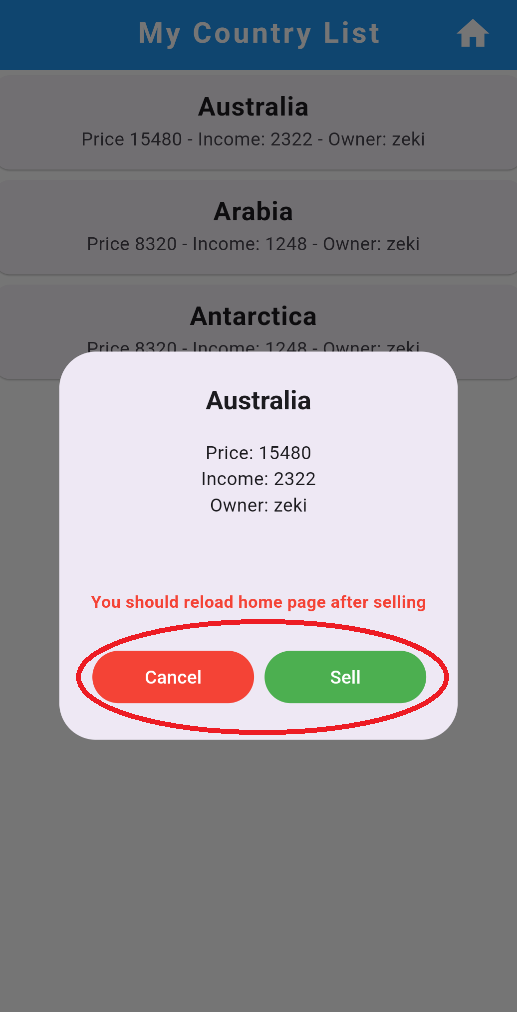 My Country List
Australia
Price 15480 - Income: 2322 - Owner: zeki
Arabia
Price 8320 - Income: 1248 - Owner: zeki
Antarctica
Price 8320 - Income: 1248 - Owner: zeki
Australia
Price: 15480
Income: 2322
Owner: zeki
You should reload home page after selling
Cancel
Sell